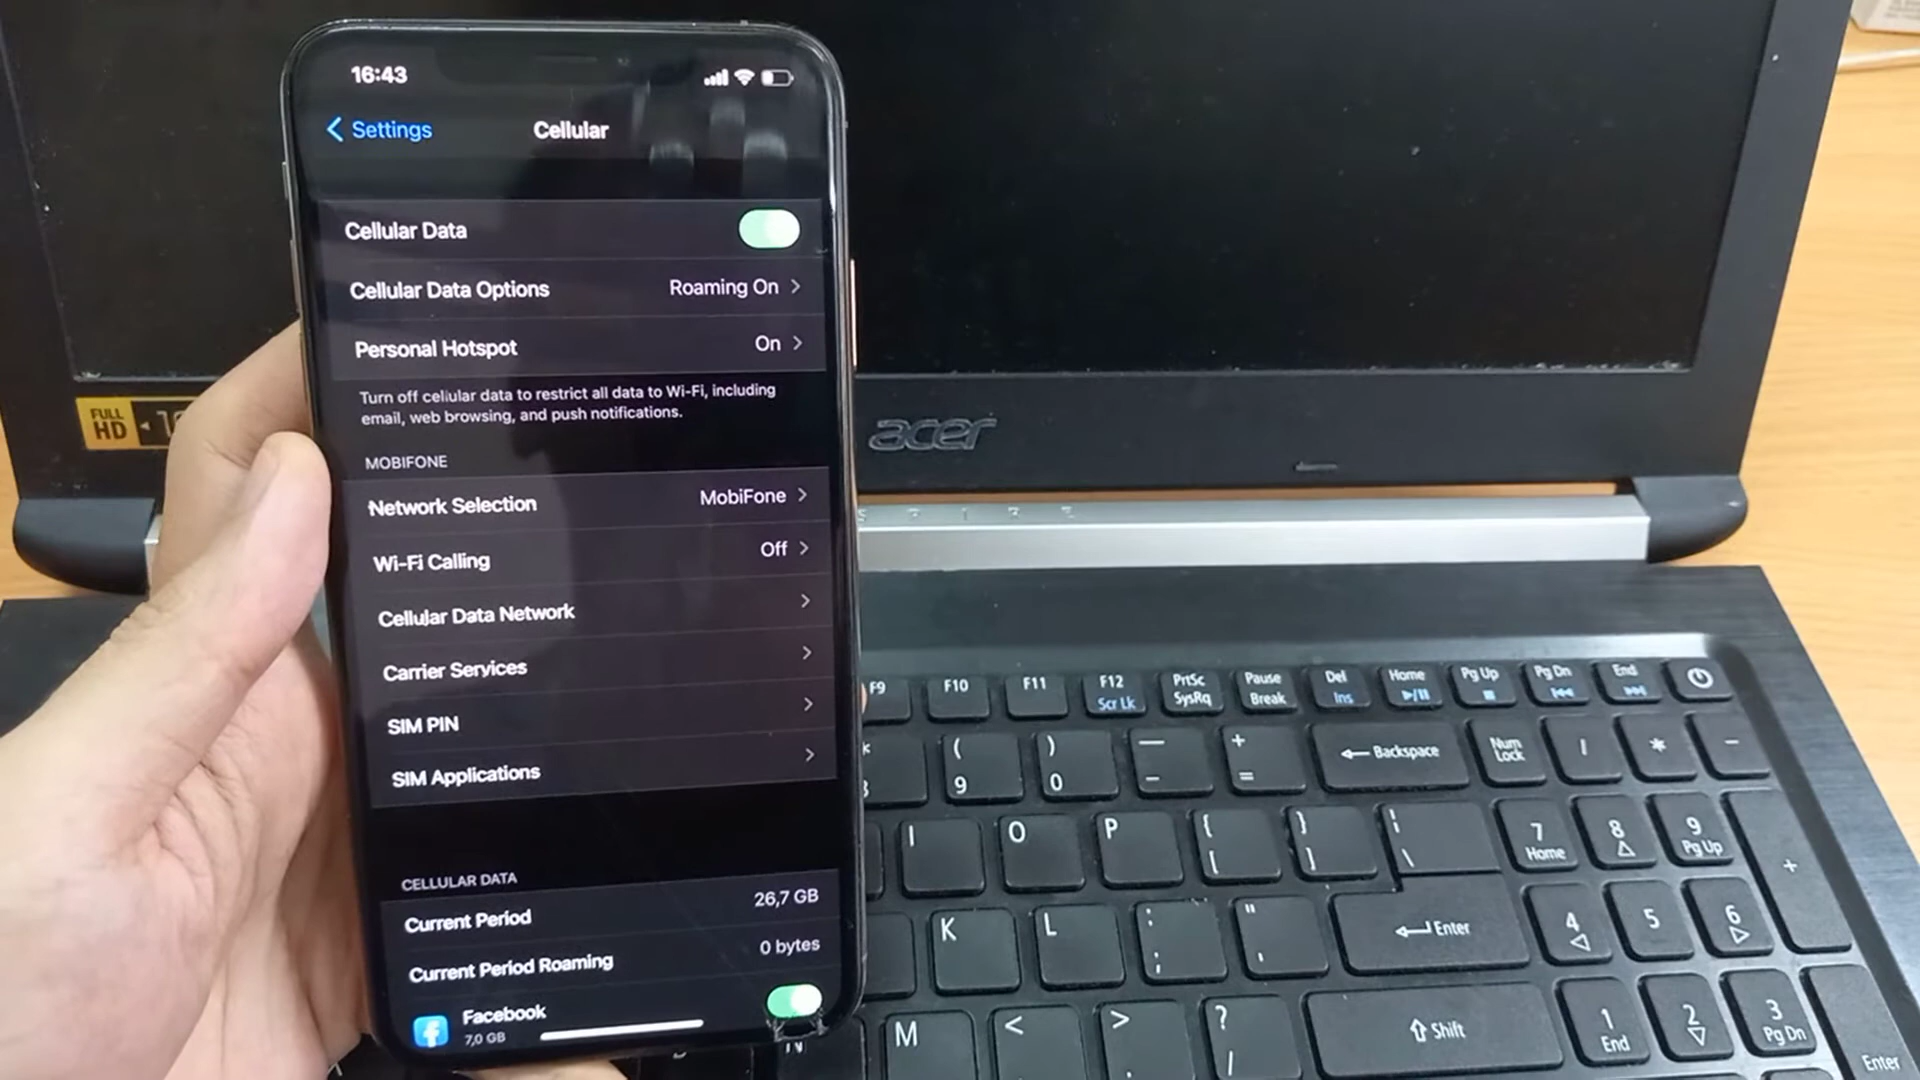 16:43
Settings
Cellular
Cellular Data
Cellular Data Options Roaming On
Personal Hotspot On
Turn off cellular data to restrict all data to Wi-Fi, including
email, web browsing, and push notifications.
MOBIFONE
Network Selection MobiFone
Wi-Fi Calling Off
Cellular Data Network
Carrier Services
SIM PIN
SIM Applications
CELLULAR DATA
Current Period 26,7 GB
Current Period Roaming 0 bytes
Facebook
7,0 GB
FULL
HD
acer
F9 F10 F11 F12 PrtSc Pause Del Home Pg Up Pg Dn End
Scr Lk SysRq Break Ins
( ) — + Backspace Num / * -
9 0 - = Lock
I O P { } | 7 8 9 +
[ ] \ Home Pg Up
K L : " Enter 4 5 6
; '
M < > ? Shift 1 2 3
/ End Pg Dn
N Enter